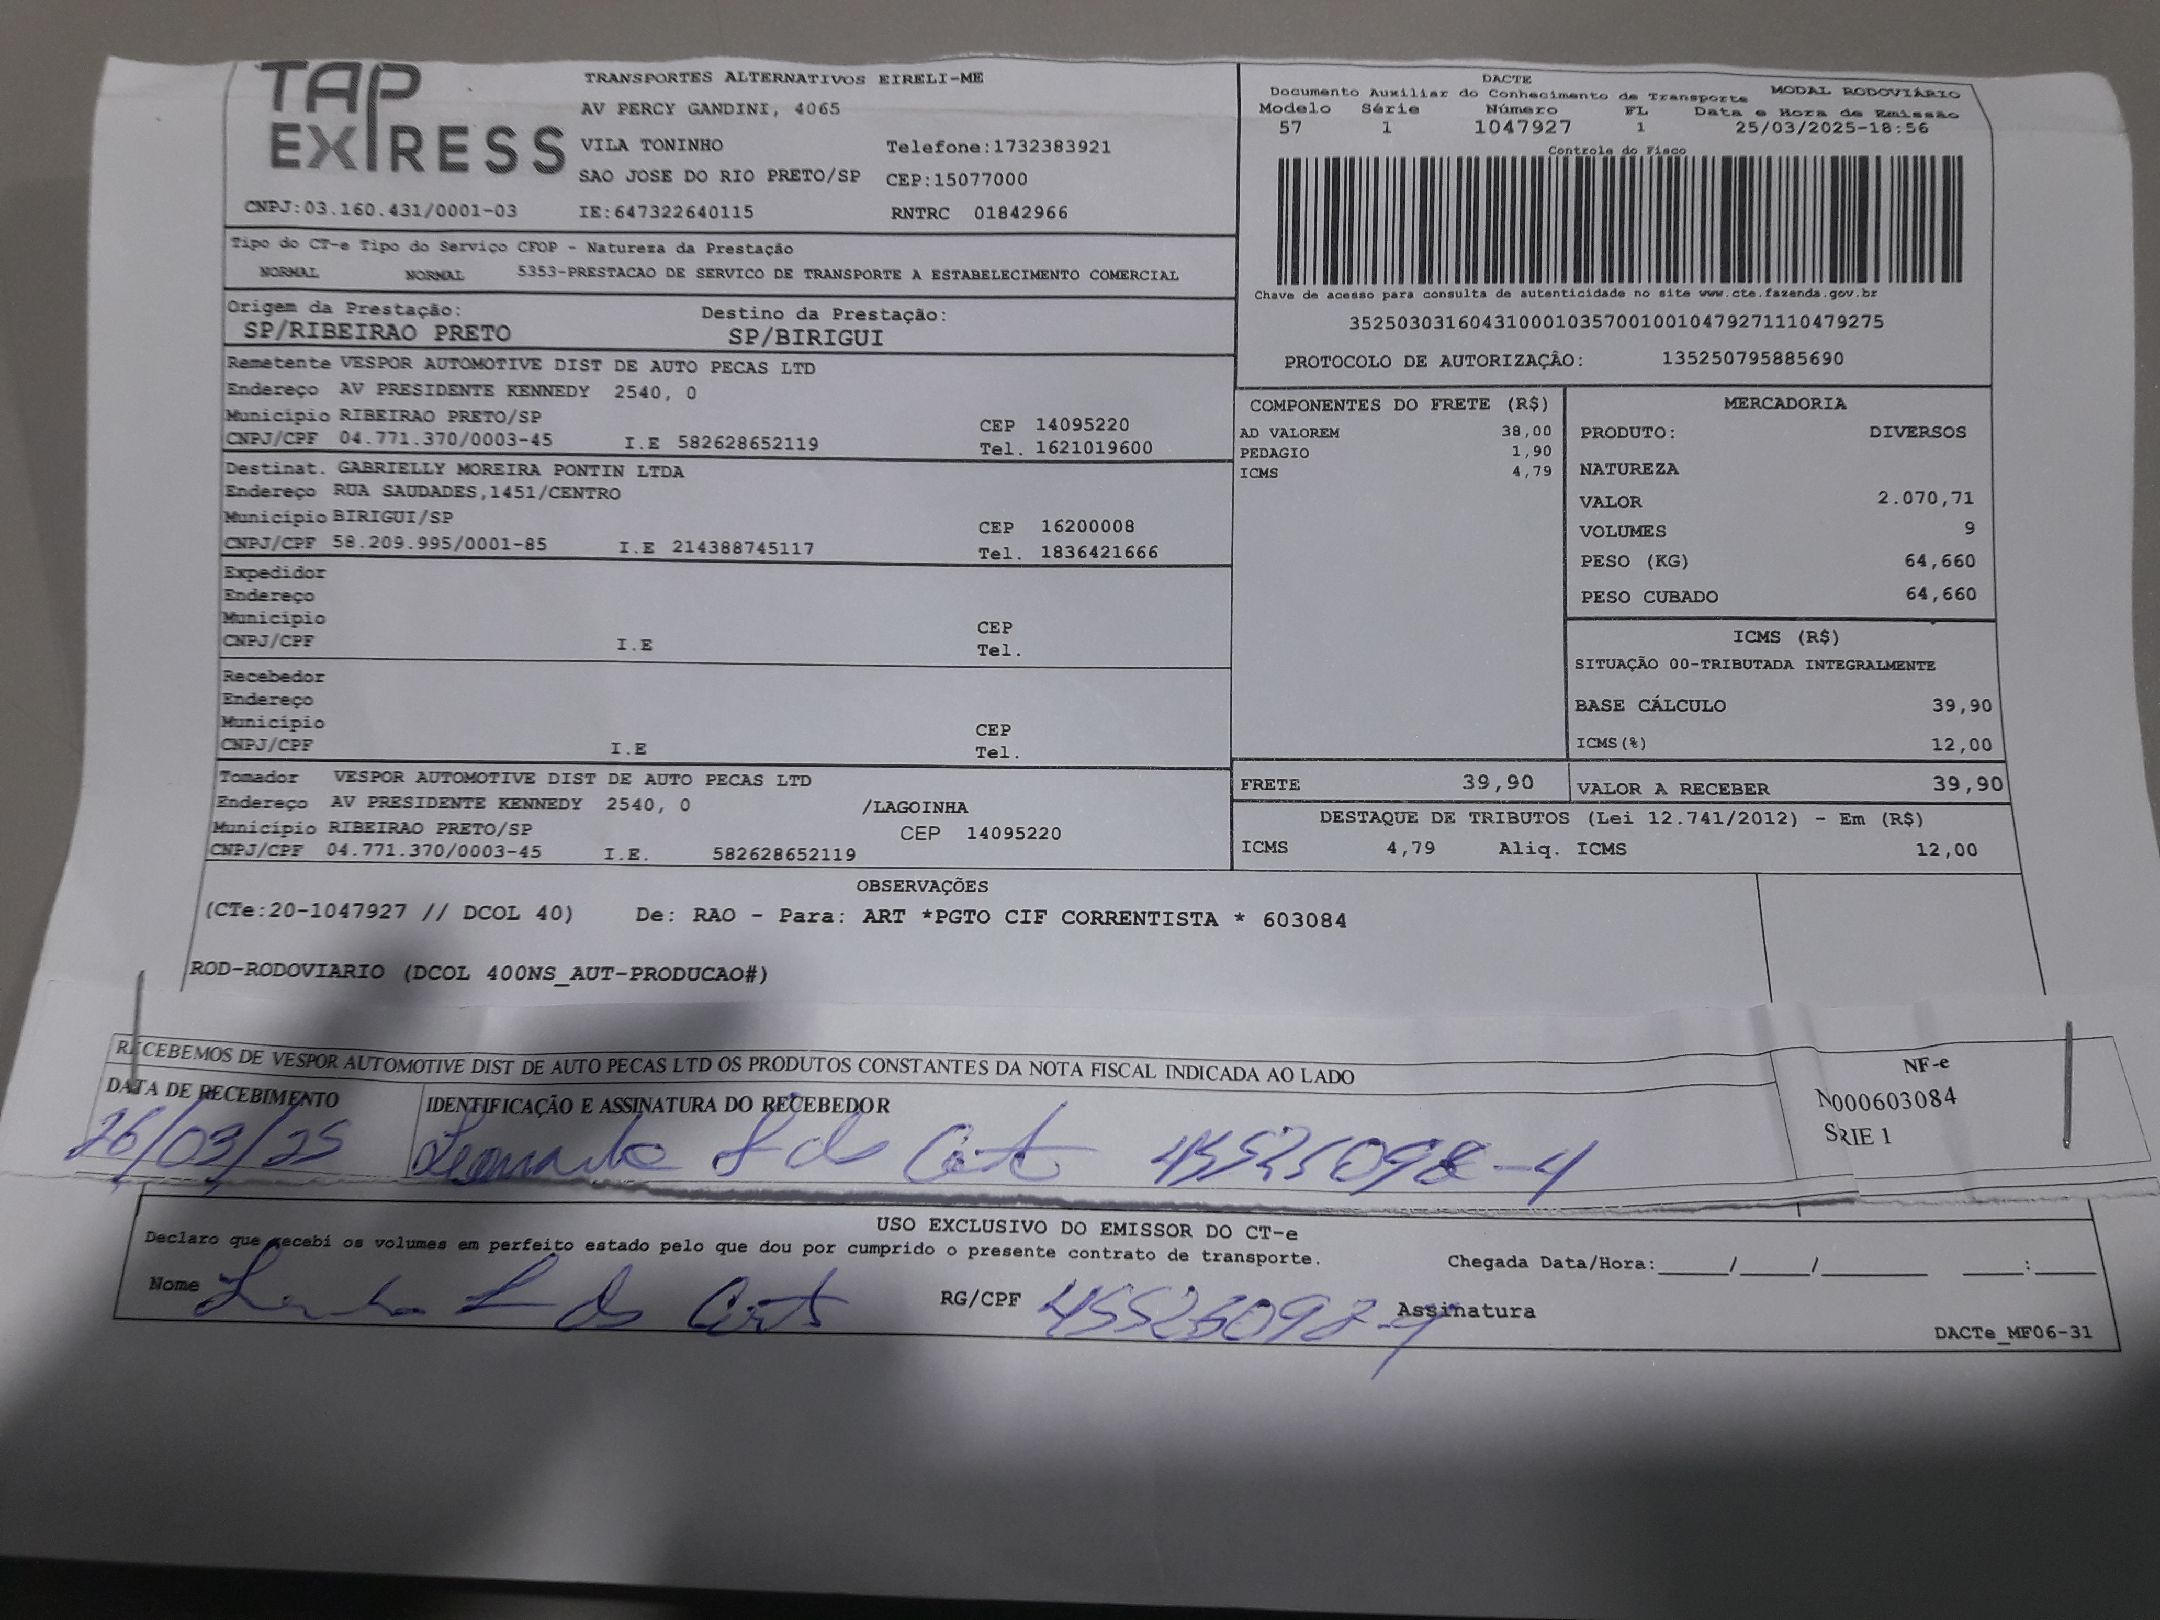 TAP EXPRESS
TRANSPORTES ALTERNATIVOS EIRELI-ME
AV PERCY GANDINI, 4065
VILA TONINHO Telefone:1732383921
SAO JOSE DO RIO PRETO/SP CEP:15077000
CNPJ:03.160.431/0001-03 IE:647322640115 RNTRC 01842966
DACTE
Documento Auxiliar do Conhecimento de Transporte MODAL RODOVIÁRIO
Modelo Série Número FL Data e Hora de Emissão
57 1 1047927 1 25/03/2025-18:56
Controle do Fisco
Chave de acesso para consulta de autenticidade no site www.cte.fazenda.gov.br
35250303160431000103570010010479271110479275
PROTOCOLO DE AUTORIZAÇÂO: 135250795885690
Tipo do CT-e Tipo do Serviço CFOP - Natureza da Prestação
NORMAL NORMAL 5353-PRESTACAO DE SERVICO DE TRANSPORTE A ESTABELECIMENTO COMERCIAL
Origem da Prestação: Destino da Prestação:
SP/RIBEIRAO PRETO SP/BIRIGUI
Remetente VESPOR AUTOMOTIVE DIST DE AUTO PECAS LTD
Endereço AV PRESIDENTE KENNEDY 2540, 0
Município RIBEIRAO PRETO/SP CEP 14095220
CNPJ/CPF 04.771.370/0003-45 I.E 582628652119 Tel. 1621019600
Destinat. GABRIELLY MOREIRA PONTIN LTDA
Endereço RUA SAUDADES,1451/CENTRO
Município BIRIGUI/SP CEP 16200008
CNPJ/CPF 58.209.995/0001-85 I.E 214388745117 Tel. 1836421666
Expedidor
Endereço
Município CEP
CNPJ/CPF I.E Tel.
Recebedor
Endereço
Município CEP
CNPJ/CPF I.E Tel.
Tomador VESPOR AUTOMOTIVE DIST DE AUTO PECAS LTD
Endereço AV PRESIDENTE KENNEDY 2540, 0 /LAGOINHA
Município RIBEIRAO PRETO/SP CEP 14095220
CNPJ/CPF 04.771.370/0003-45 I.E. 582628652119
COMPONENTES DO FRETE (R$)
AD VALOREM 38,00
PEDAGIO 1,90
ICMS 4,79
MERCADORIA
PRODUTO: DIVERSOS
NATUREZA
VALOR 2.070,71
VOLUMES 9
PESO (KG) 64,660
PESO CUBADO 64,660
ICMS (R$)
SITUAÇÃO 00-TRIBUTADA INTEGRALMENTE
BASE CÁLCULO 39,90
ICMS(%) 12,00
FRETE 39,90 VALOR A RECEBER 39,90
DESTAQUE DE TRIBUTOS (Lei 12.741/2012) - Em (R$)
ICMS 4,79 Aliq. ICMS 12,00
OBSERVAÇÕES
(CTe:20-1047927 // DCOL 40) De: RAO - Para: ART *PGTO CIF CORRENTISTA * 603084
ROD-RODOVIARIO (DCOL 400NS_AUT-PRODUCAO#)
RECEBEMOS DE VESPOR AUTOMOTIVE DIST DE AUTO PECAS LTD OS PRODUTOS CONSTANTES DA NOTA FISCAL INDICADA AO LADO
DATA DE RECEBIMENTO IDENTIFICAÇÃO E ASSINATURA DO RECEBEDOR
26/03/25 45525098-4
NF-e
N000603084
SRIE 1
USO EXCLUSIVO DO EMISSOR DO CT-e
Declaro que recebi os volumes em perfeito estado pelo que dou por cumprido o presente contrato de transporte.
Chegada Data/Hora:____/____/______ ___:___
Nome RG/CPF 45525098-4 Assinatura
DACTe_MF06-31